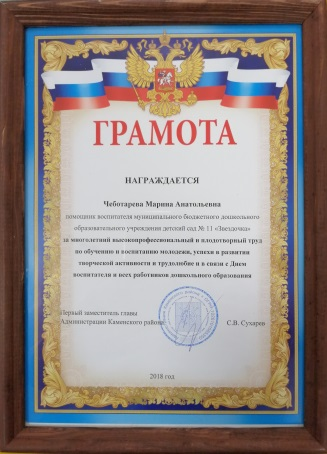 ГРАМОТА
НАГРАЖДАЕТСЯ
Чеботарева Марина Анатольевна
помощник воспитателя муниципального бюджетного дошкольного
образовательного учреждения детский сад № 11 «Звездочка»
за многолетний высокопрофессиональный и плодотворный труд
по обучению и воспитанию молодежи, успехи в развитии
творческой активности и трудолюбие и в связи с Днем
воспитателя и всех работников дошкольного образования
Первый заместитель главы
Администрации Каменского района
С.В. Сухарев
2018 год